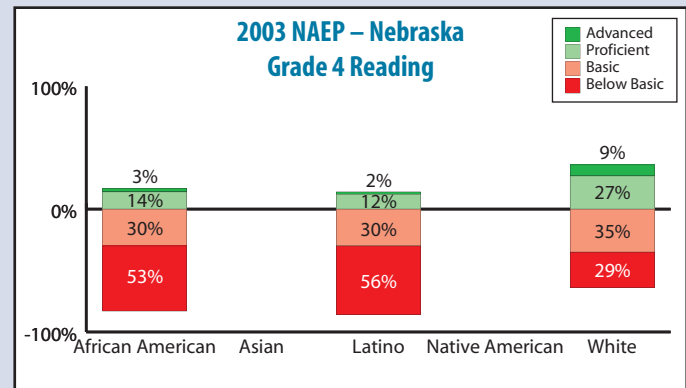 2003 NAEP – Nebraska
Grade 4 Reading
Advanced
Proficient
Basic
Below Basic
100%
0%
-100%
3%
14%
30%
53%
2%
12%
30%
56%
9%
27%
35%
29%
African American
Asian
Latino
Native American
White